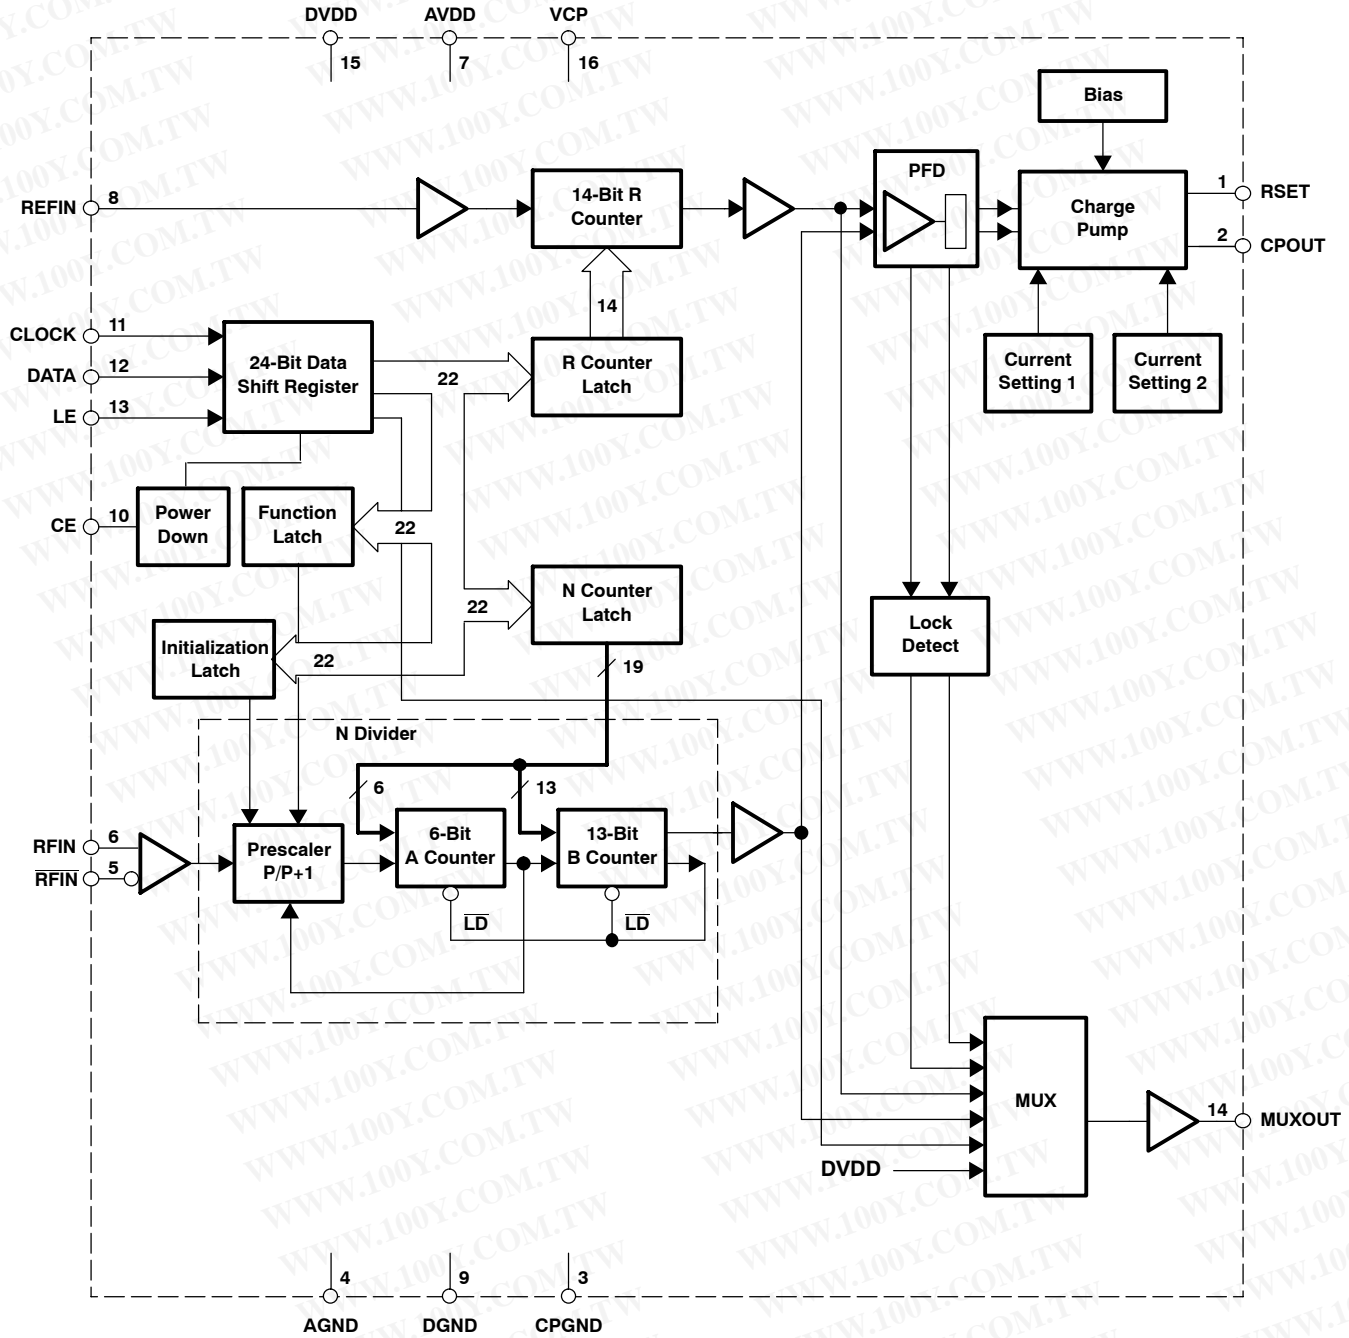 DVDD AVDD VCP
15 7 16
Bias
REFIN 8
14-Bit R
Counter
PFD
Charge
Pump
1 RSET
2 CPOUT
14
CLOCK 11
DATA 12
LE 13
24-Bit Data
Shift Register
22
R Counter
Latch
Current
Setting 1
Current
Setting 2
CE 10
Power
Down
Function
Latch
22
N Counter
Latch
22
Lock
Detect
Initialization
Latch
22
19
N Divider
6 13
RFIN 6
RFIN 5
Prescaler
P/P+1
6-Bit
A Counter
13-Bit
B Counter
LD LD
MUX
14 MUXOUT
DVDD
4 9 3
AGND DGND CPGND
WWW.100Y.COM.TW